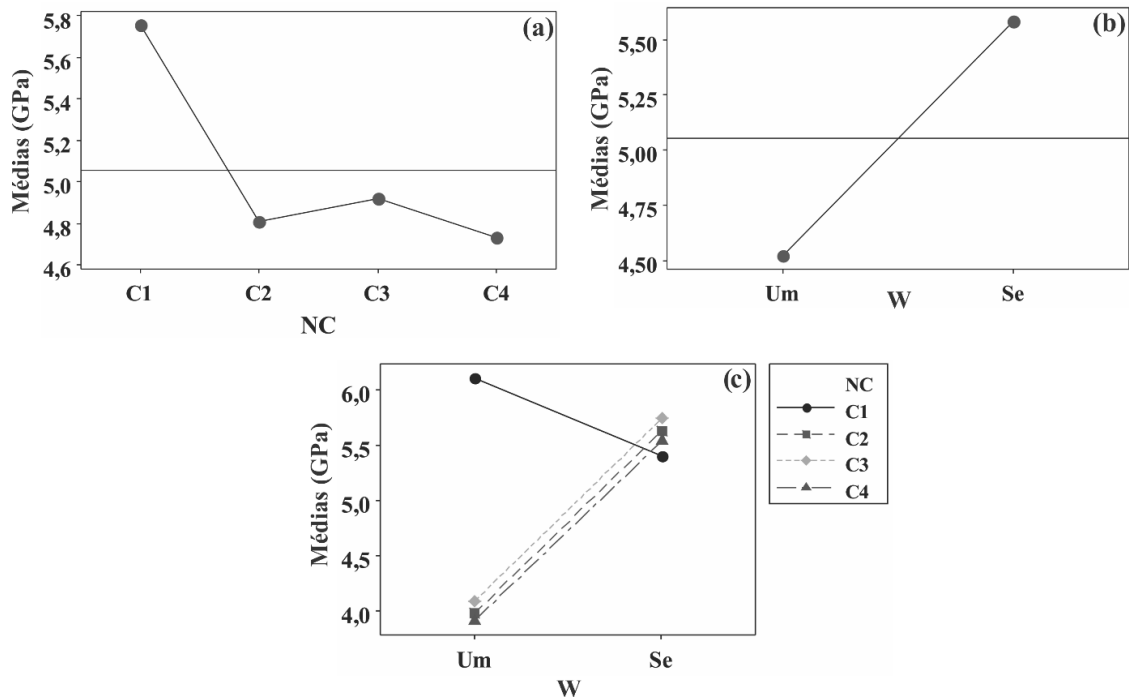 (a)
Médias (GPa)
5,8
5,6
5,4
5,2
5,0
4,8
4,6
C1 C2 C3 C4
NC
(b)
Médias (GPa)
5,50
5,25
5,00
4,75
4,50
Um W Se
(c)
Médias (GPa)
6,0
5,5
5,0
4,5
4,0
Um Se
W
NC
C1
C2
C3
C4